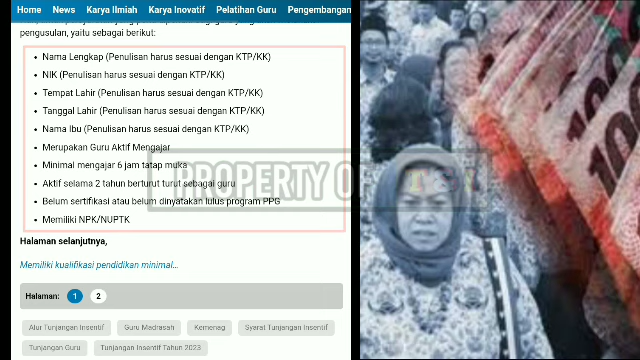 Home News Karya Ilmiah Karya Inovatif Pelatihan Guru Pengembangan
pengusulan, yaitu sebagai berikut:
• Nama Lengkap (Penulisan harus sesuai dengan KTP/KK)
• NIK (Penulisan harus sesuai dengan KTP/KK)
• Tempat Lahir (Penulisan harus sesuai dengan KTP/KK)
• Tanggal Lahir (Penulisan harus sesuai dengan KTP/KK)
• Nama Ibu (Penulisan harus sesuai dengan KTP/KK)
• Merupakan Guru Aktif Mengajar
• Minimal mengajar 6 jam tatap muka
• Aktif selama 2 tahun berturut turut sebagai guru
• Belum sertifikasi atau belum dinyatakan lulus program PPG
• Memiliki NPK/NUPTK
PROPERTY OF
Halaman selanjutnya,
Memiliki kualifikasi pendidikan minimal...
Halaman: 1 2
Alur Tunjangan Insentif Guru Madrasah Kemenag Syarat Tunjangan Insentif
Tunjangan Guru Tunjangan Insentif Tahun 2023
100